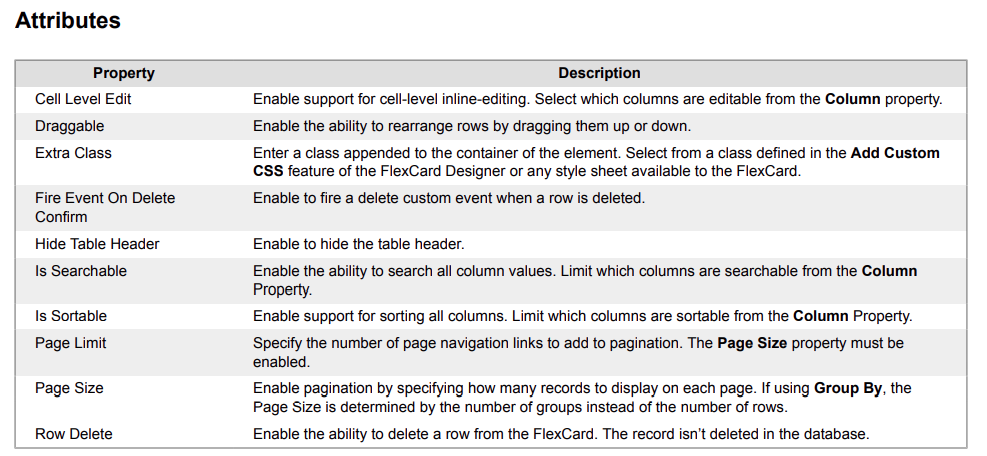 Attributes
Property Description
Cell Level Edit Enable support for cell-level inline-editing. Select which columns are editable from the Column property.
Draggable Enable the ability to rearrange rows by dragging them up or down.
Extra Class Enter a class appended to the container of the element. Select from a class defined in the Add Custom
CSS feature of the FlexCard Designer or any style sheet available to the FlexCard.
Fire Event On Delete Enable to fire a delete custom event when a row is deleted.
Confirm
Hide Table Header Enable to hide the table header.
Is Searchable Enable the ability to search all column values. Limit which columns are searchable from the Column
Property.
Is Sortable Enable support for sorting all columns. Limit which columns are sortable from the Column Property.
Page Limit Specify the number of page navigation links to add to pagination. The Page Size property must be
enabled.
Page Size Enable pagination by specifying how many records to display on each page. If using Group By, the
Page Size is determined by the number of groups instead of the number of rows.
Row Delete Enable the ability to delete a row from the FlexCard. The record isn’t deleted in the database.